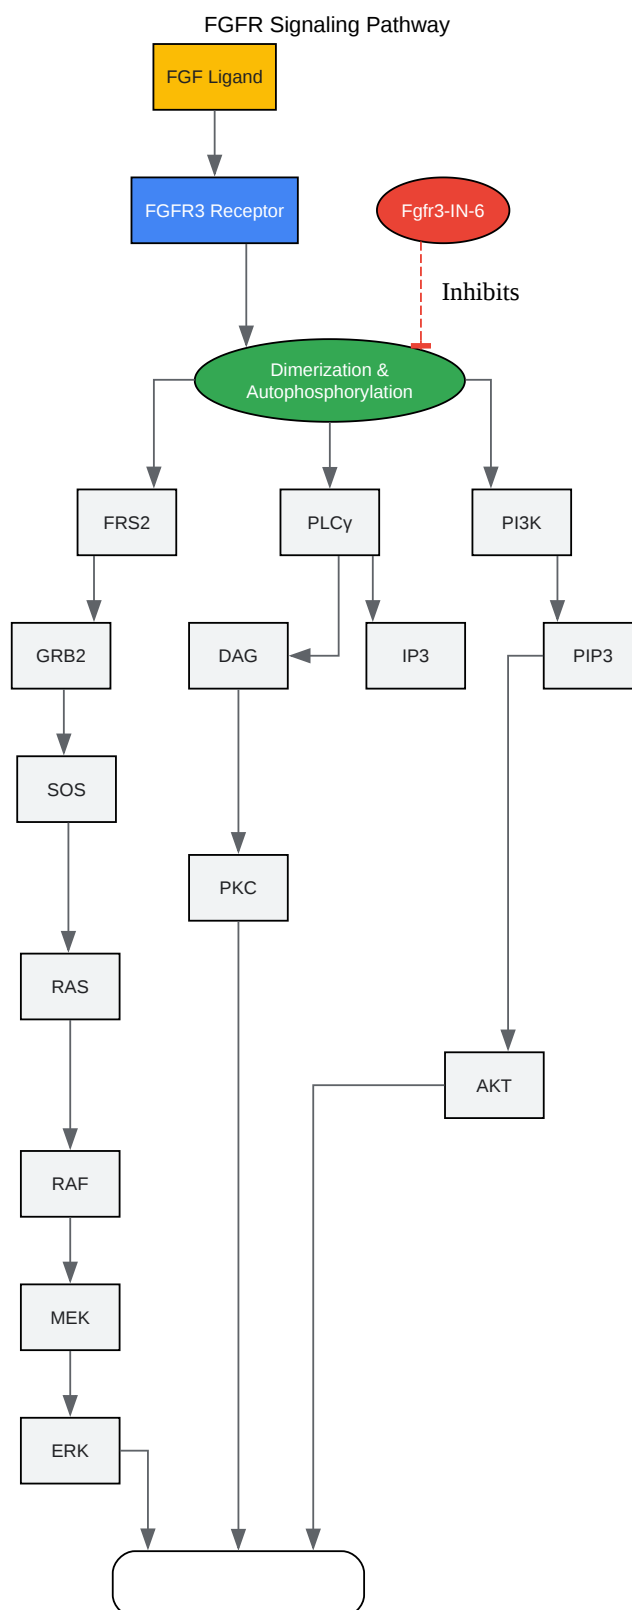 FGFR Signaling Pathway
FGF Ligand
FGFR3 Receptor
Fgfr3-IN-6
Inhibits
Dimerization &
Autophosphorylation
FRS2
PLCγ
PI3K
GRB2
DAG
IP3
PIP3
SOS
PKC
RAS
AKT
RAF
MEK
ERK